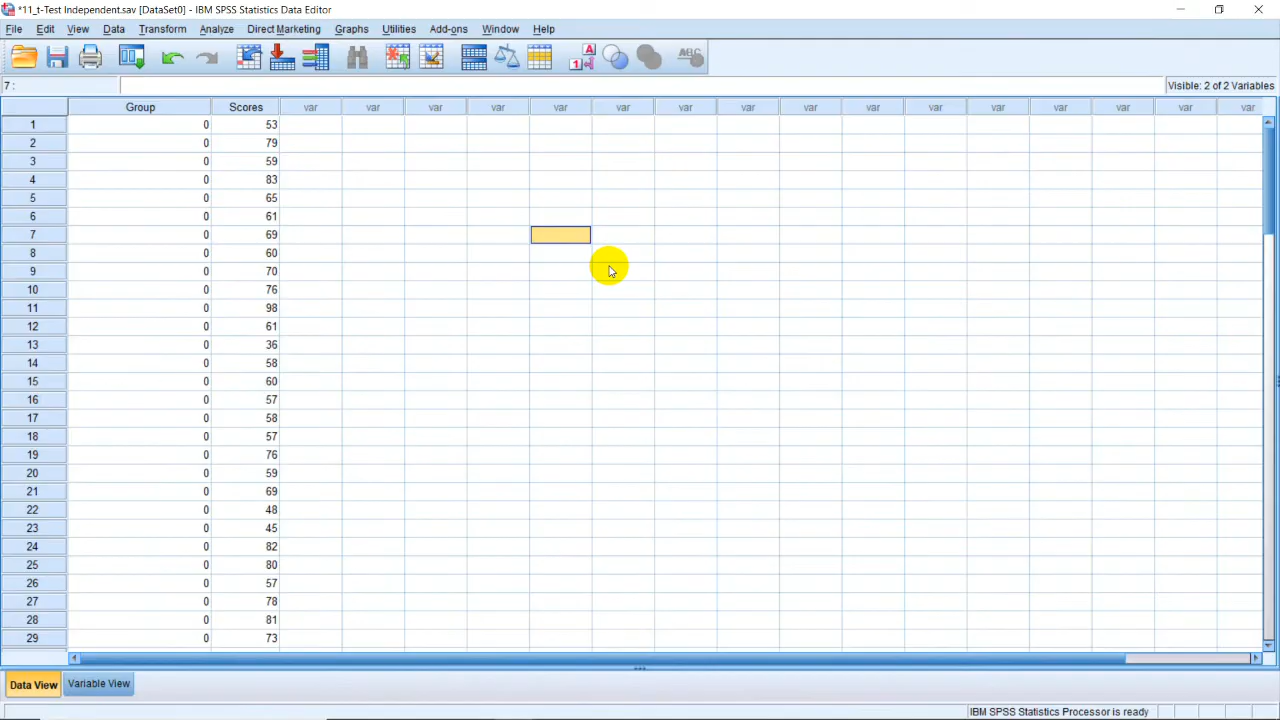 *11_t-Test Independent.sav [DataSet0] - IBM SPSS Statistics Data Editor
File Edit View Data Transform Analyze Direct Marketing Graphs Utilities Add-ons Window Help
A
1
ABC
7 : Visible: 2 of 2 Variables
Group Scores var var var var var var var var var var var var var var var var
1 0 53
2 0 79
3 0 59
4 0 83
5 0 65
6 0 61
7 0 69
8 0 60
9 0 70
10 0 76
11 0 98
12 0 61
13 0 36
14 0 58
15 0 60
16 0 57
17 0 58
18 0 57
19 0 76
20 0 59
21 0 69
22 0 48
23 0 45
24 0 82
25 0 80
26 0 57
27 0 78
28 0 81
29 0 73
Data View Variable View
IBM SPSS Statistics Processor is ready